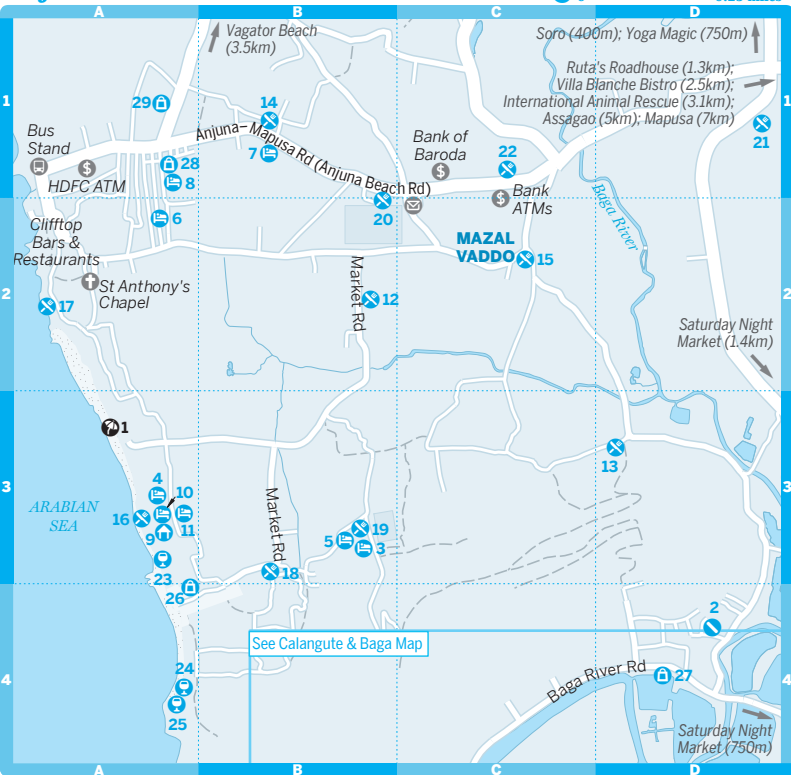 A
B
C
D
Vagator Beach
(3.5km)
Soro (400m); Yoga Magic (750m)
Ruta's Roadhouse (1.3km);
Villa Blanche Bistro (2.5km);
International Animal Rescue (3.1km);
Assagao (5km); Mapusa (7km)
1
1
29
14
21
Bus
Stand
HDFC ATM
28
8
7
Anjuna–Mapusa Rd (Anjuna Beach Rd)
Bank of
Baroda
22
Bank
ATMs
Baga River
6
20
Clifftop
Bars &
Restaurants
MAZAL
VADDO
15
St Anthony's
Chapel
2
2
17
Market Rd
12
Saturday Night
Market (1.4km)
1
13
3
3
4
10
ARABIAN
SEA
16
9
11
Market Rd
19
5
3
23
18
26
2
See Calangute & Baga Map
4
4
24
25
Baga River Rd
27
Saturday Night
Market (750m)
A
B
C
D